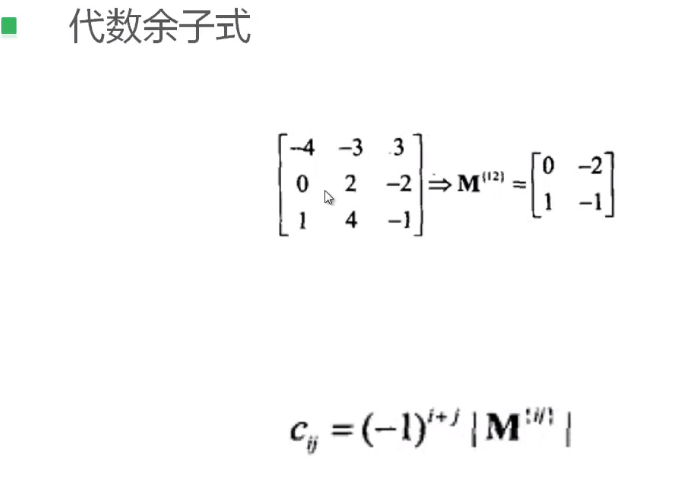 代数余子式
[-4 -3 3; 0 2 -2; 1 4 -1] ⇒ M^{12} = [0 -2; 1 -1]
c_ij = (-1)^{i+j} |M^{ij}|